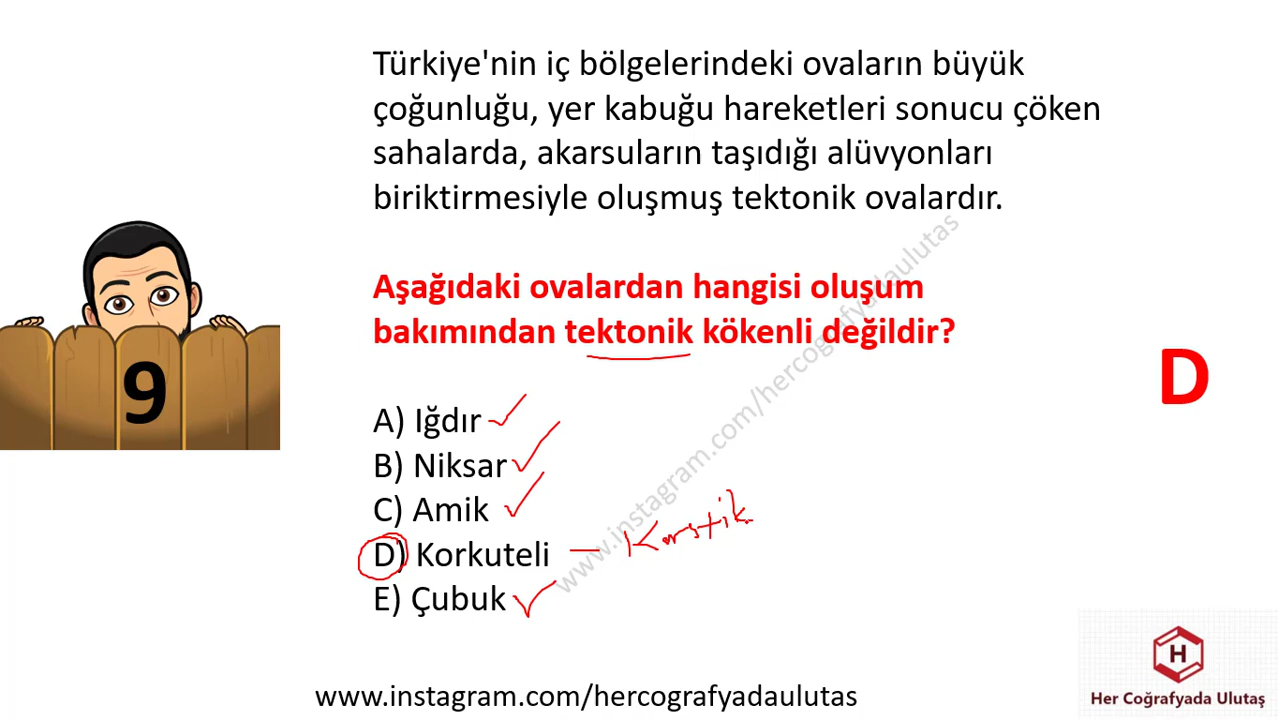 Türkiye'nin iç bölgelerindeki ovaların büyük
çoğunluğu, yer kabuğu hareketleri sonucu çöken
sahalarda, akarsuların taşıdığı alüvyonları
biriktirmesiyle oluşmuş tektonik ovalardır.
Aşağıdaki ovalardan hangisi oluşum
bakımından tektonik kökenli değildir?
9
D
A) Iğdır
B) Niksar
C) Amik
D) Korkuteli – Karstik
E) Çubuk
www.instagram.com/hercografyadaulutas
www.instagram.com/hercografyadaulutas
H
Her Coğrafyada Ulutaş